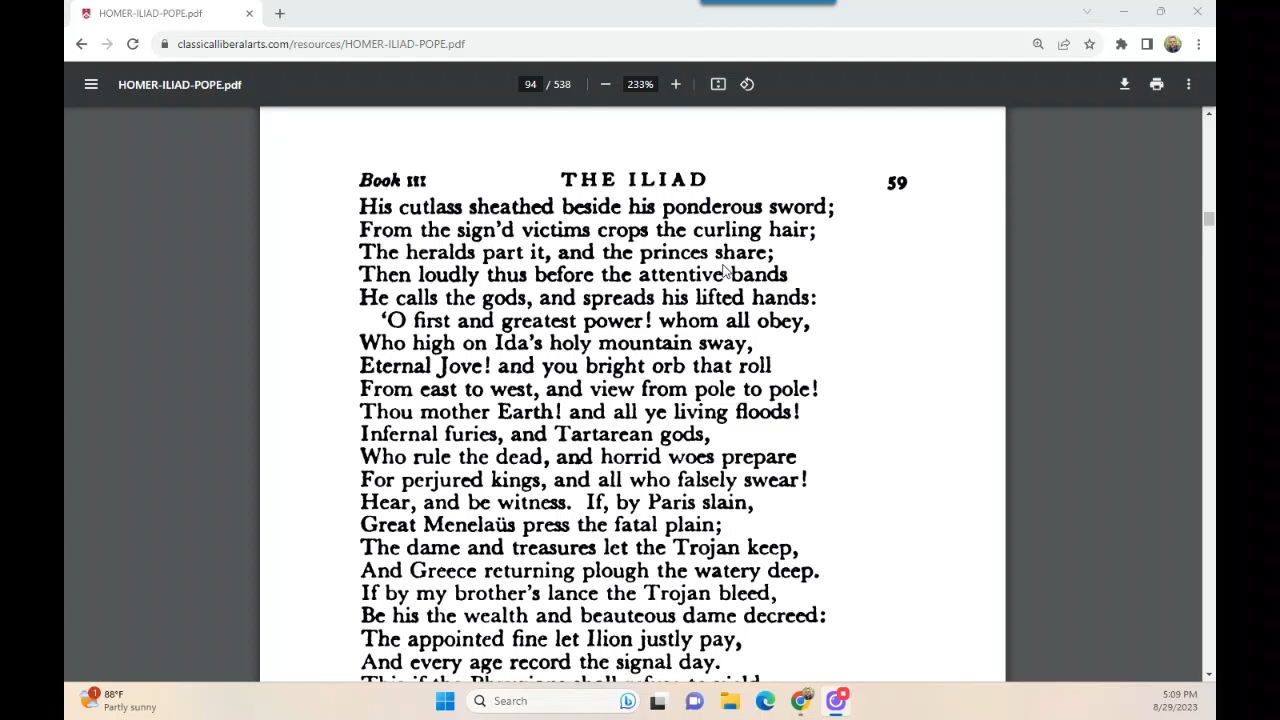 HOMER-ILIAD-POPE.pdf
classicalliberalarts.com/resources/HOMER-ILIAD-POPE.pdf
HOMER-ILIAD-POPE.pdf 94 / 538 233%
Book III THE ILIAD 59
His cutlass sheathed beside his ponderous sword;
From the sign'd victims crops the curling hair;
The heralds part it, and the princes share;
Then loudly thus before the attentive bands
He calls the gods, and spreads his lifted hands:
'O first and greatest power! whom all obey,
Who high on Ida's holy mountain sway,
Eternal Jove! and you bright orb that roll
From east to west, and view from pole to pole!
Thou mother Earth! and all ye living floods!
Infernal furies, and Tartarean gods,
Who rule the dead, and horrid woes prepare
For perjured kings, and all who falsely swear!
Hear, and be witness. If, by Paris slain,
Great Menelaüs press the fatal plain;
The dame and treasures let the Trojan keep,
And Greece returning plough the watery deep.
If by my brother's lance the Trojan bleed,
Be his the wealth and beauteous dame decreed:
The appointed fine let Ilion justly pay,
And every age record the signal day.
This if the Phrygians shall refuse to yield
1 88°F
Partly sunny
Search
5:09 PM
8/29/2023